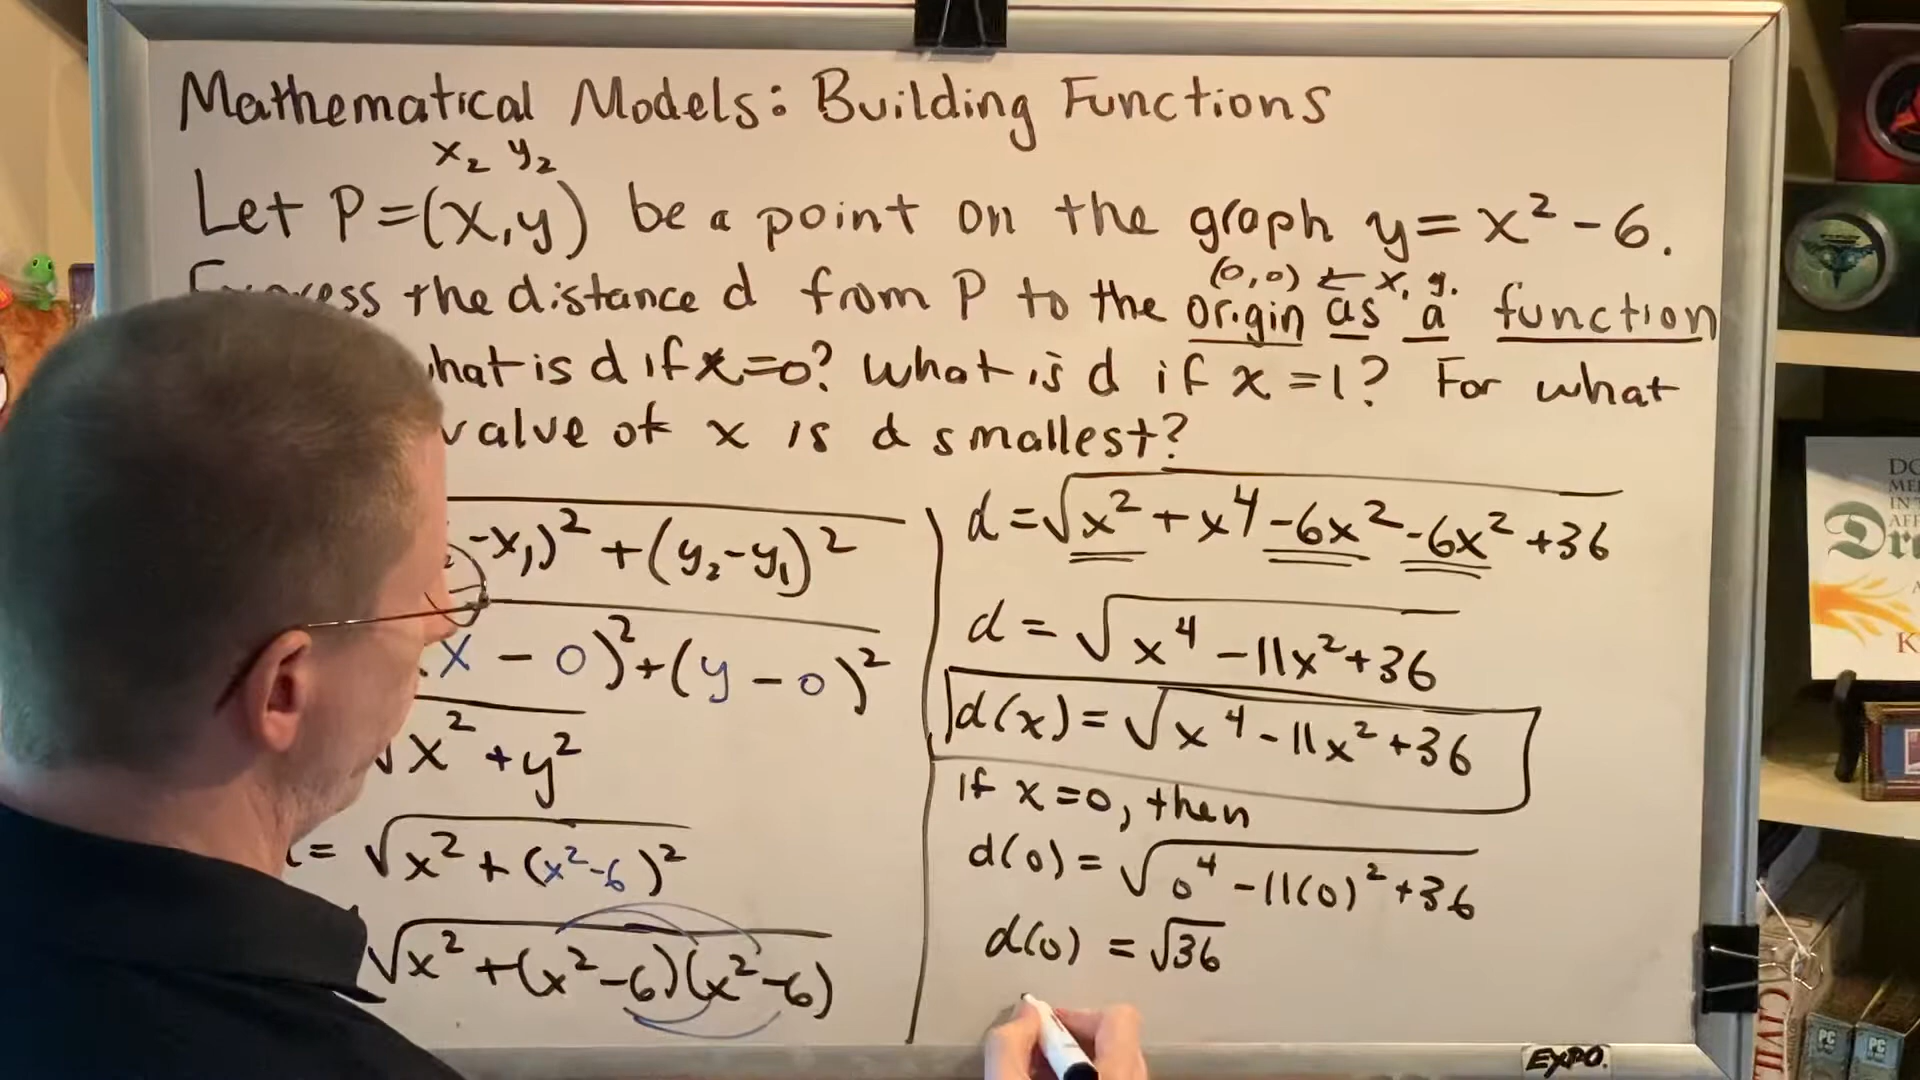 Mathematical Models: Building Functions
x₂ y₂
Let P=(x,y) be a point on the graph y = x² - 6.
(0,0) ← x, y.
the distance d from P to the origin as a function
hat is d if x=0? What is d if x=1? For what
value of x is d smallest?
-x₁)² + (y₂-y₁)²
x - 0)² + (y - 0)²
√x² + y²
= √x² + (x²-6)²
√x² + (x²-6)(x²-6)
d = √x² + x⁴ - 6x² - 6x² + 36
d = √x⁴ - 11x² + 36
d(x) = √x⁴ - 11x² + 36
if x=0, then
d(0) = √0⁴ - 11(0)² + 36
d(0) = √36
EXPO.
CIVIL
PC
PC